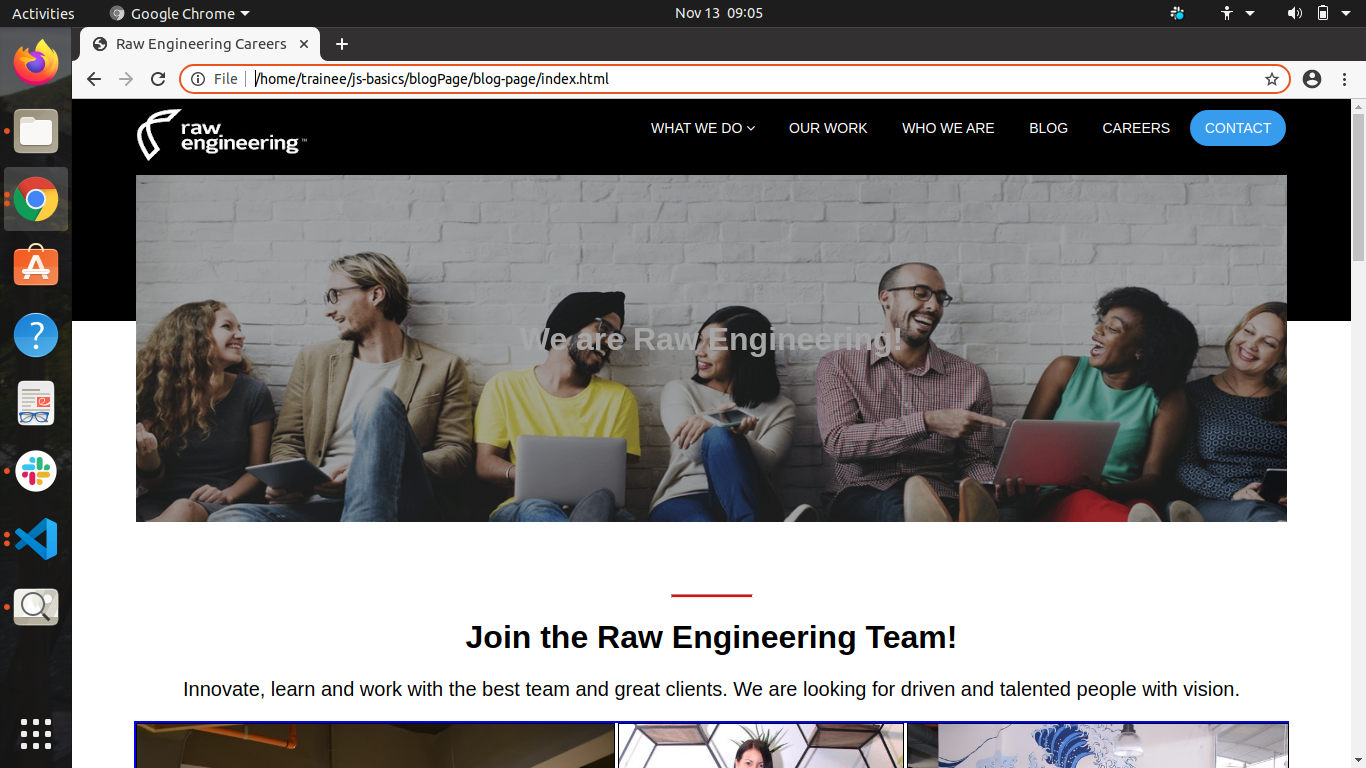 Activities Google Chrome Nov 13 09:05
Raw Engineering Careers
File /home/trainee/js-basics/blogPage/blog-page/index.html
raw
engineering™
WHAT WE DO OUR WORK WHO WE ARE BLOG CAREERS CONTACT
We are Raw Engineering!
Join the Raw Engineering Team!
Innovate, learn and work with the best team and great clients. We are looking for driven and talented people with vision.